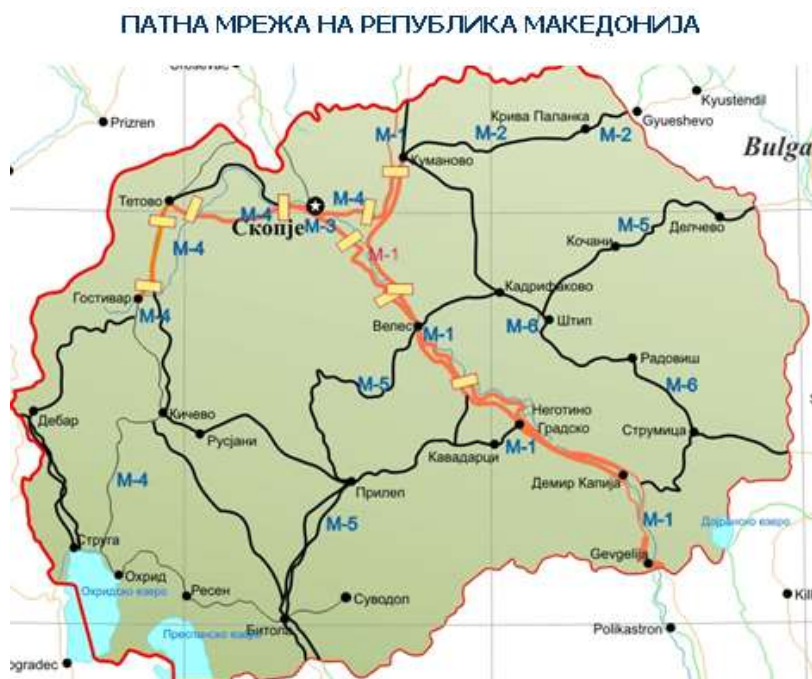 ПАТНА МРЕЖА НА РЕПУБЛИКА МАКЕДОНИЈА
Kyustendil
Крива Паланка
Gyueshevo
Prizren
М-1
М-2
М-2
Bulga
Куманово
Тетово
М-4
М-4
Скопје
М-3
М-5
Делчево
М-4
М-1
Кочани
Гостивар
Кадрифаково
М-4
М-6
Штип
Велес
М-1
Радовиш
М-5
М-6
Дебар
Кичево
Неготино
Русјани
Градско
Струмица
Кавадарци
М-1
М-4
Прилеп
Демир Капија
М-5
М-1
Дојранско езеро
Струга
Gevgelija
Охрид
Охридско езеро
Ресен
Суводол
Kil
Преспанско езеро
Битола
Polikastron
ogradec